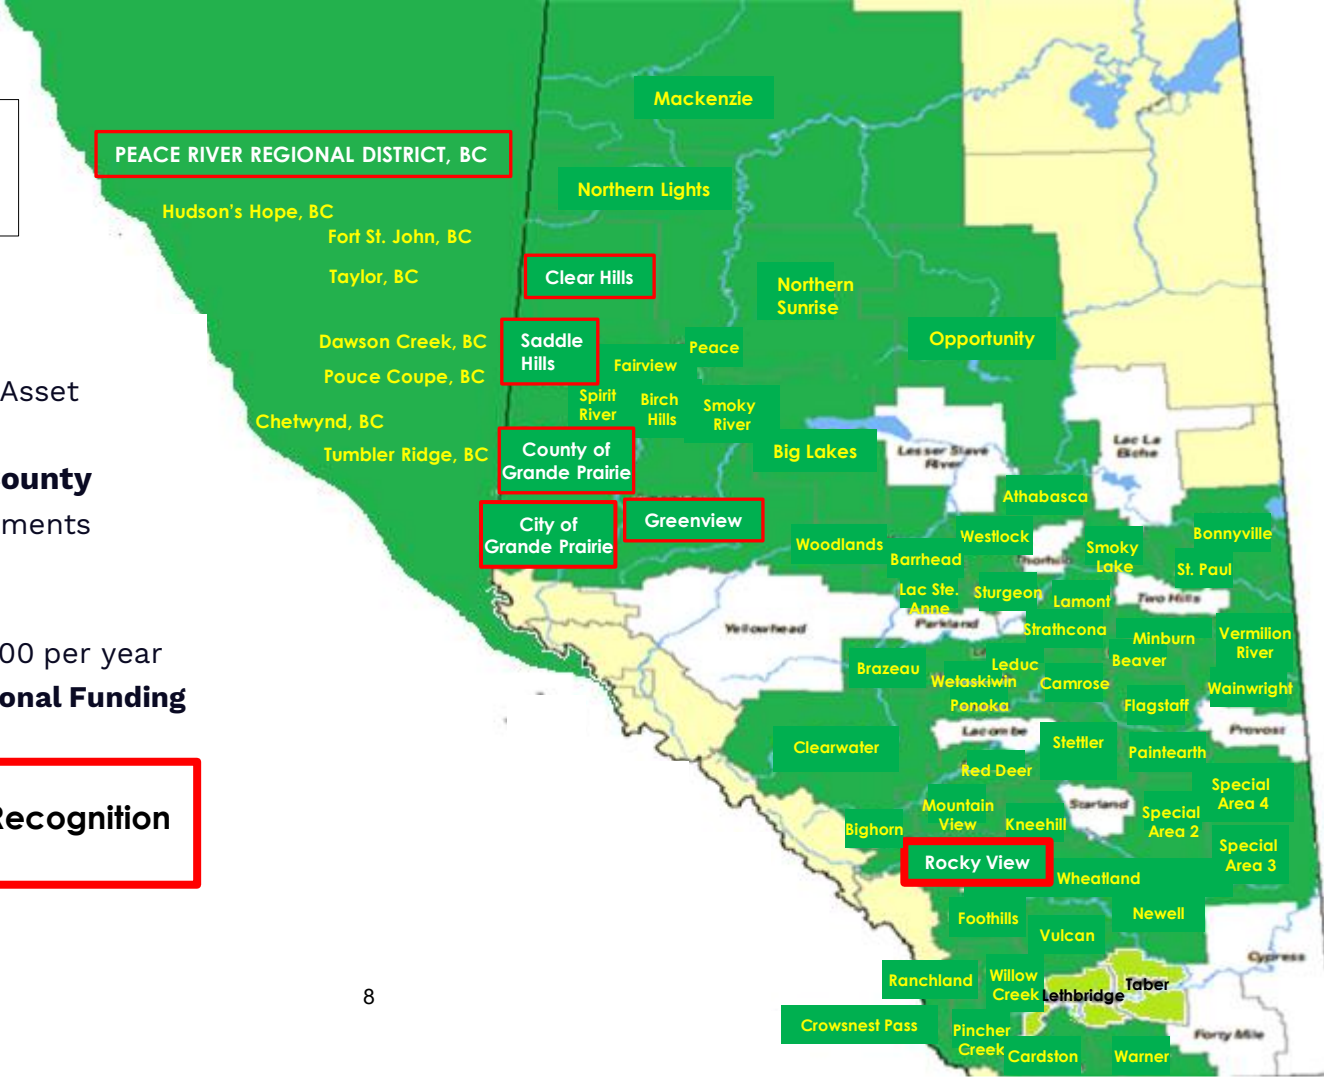 Mackenzie
PEACE RIVER REGIONAL DISTRICT, BC
Northern Lights
Hudson's Hope, BC
Fort St. John, BC
Taylor, BC
Clear Hills
Northern
Sunrise
Dawson Creek, BC
Saddle
Hills
Peace
Opportunity
Fairview
Pouce Coupe, BC
Asset
Spirit
River
Birch
Hills
Smoky
River
Chetwynd, BC
Tumbler Ridge, BC
County of
Grande Prairie
Big Lakes
Lesser Slave
River
Lac La
Biche
ounty
Athabasca
ments
City of
Grande Prairie
Greenview
Woodlands
Barrhead
Westlock
Thorhild
Smoky
Lake
Bonnyville
St. Paul
Lac Ste.
Anne
Sturgeon
Lamont
Two Hills
Yellowhead
Parkland
Strathcona
Minburn
Vermilion
River
00 per year
Brazeau
Leduc
Beaver
Wetaskiwin
Camrose
Wainwright
onal Funding
Ponoka
Flagstaff
Lacombe
Provost
Clearwater
Stettler
Paintearth
Red Deer
Special
Area 4
Recognition
Mountain
View
Starland
Special
Area 2
Bighorn
Kneehill
Special
Area 3
Rocky View
Wheatland
Foothills
Newell
Vulcan
Cypress
Ranchland
Willow
Creek
Lethbridge
Taber
8
Crowsnest Pass
Pincher
Creek
Cardston
Warner
Forty Mile